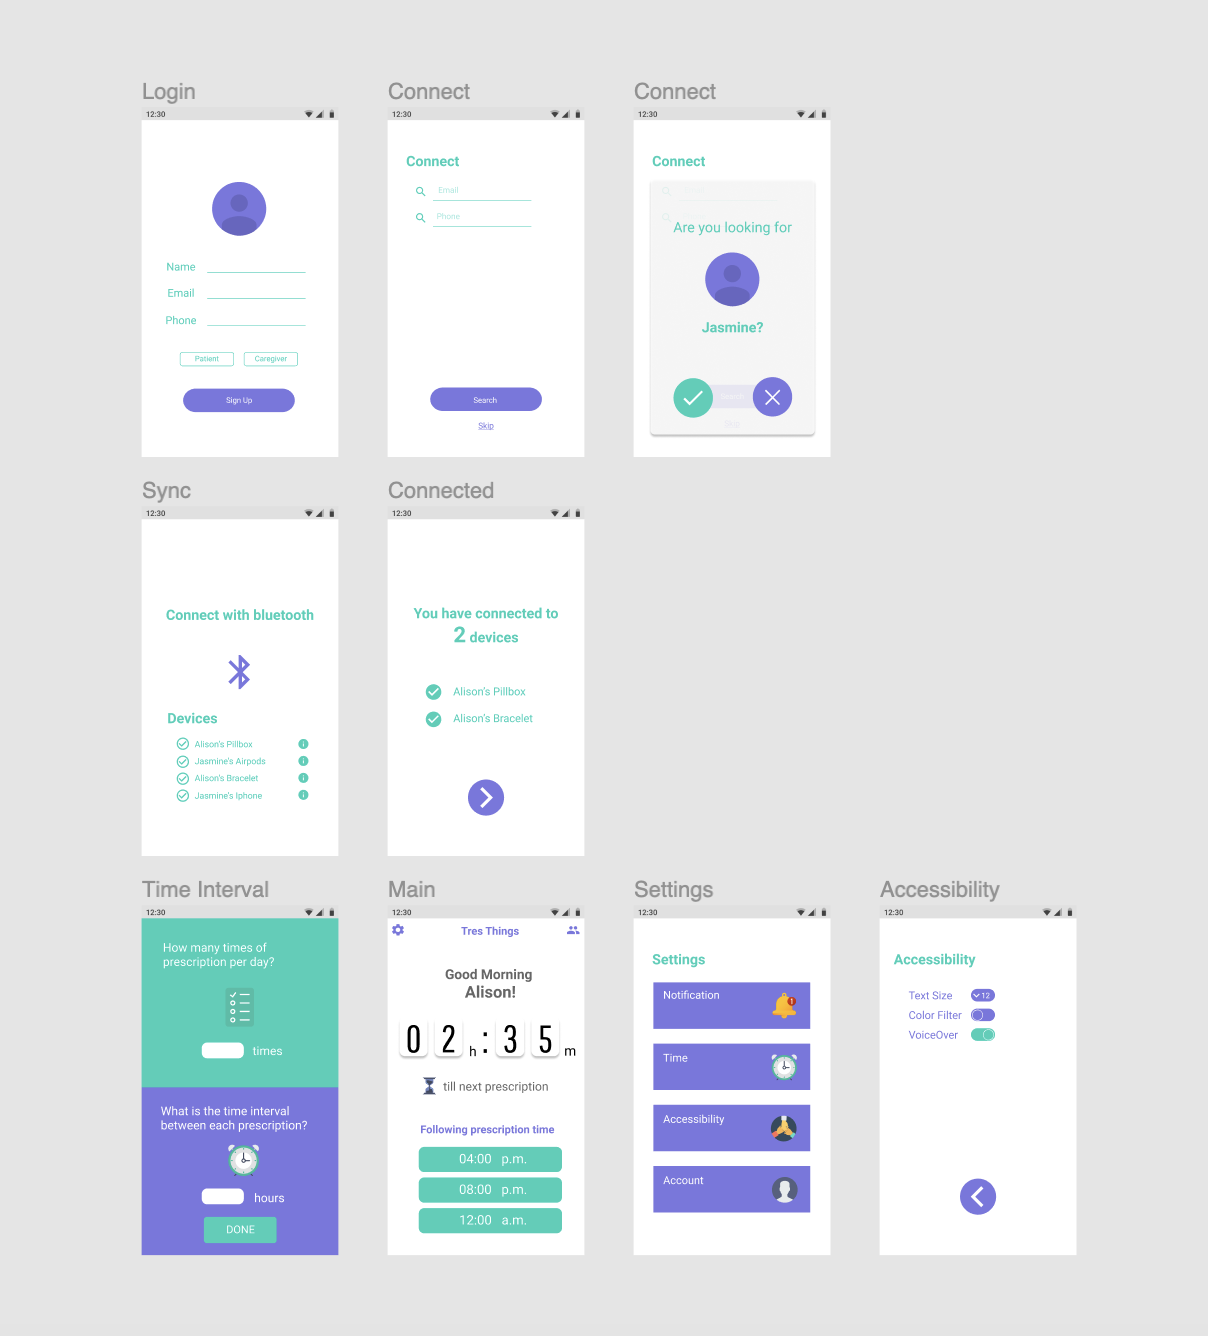 Login
12:30
Name
Email
Phone
Patient
Caregiver
Sign Up
Connect
12:30
Connect
Email
Phone
Search
Skip
Connect
12:30
Connect
Are you looking for
Jasmine?
Search
Skip
Sync
12:30
Connect with bluetooth
Devices
Alison's Pillbox
Jasmine's Airpods
Alison's Bracelet
Jasmine's Iphone
Connected
12:30
You have connected to
2 devices
Alison's Pillbox
Alison's Bracelet
Time Interval
12:30
How many times of
prescription per day?
times
What is the time interval
between each prescription?
hours
DONE
Main
12:30
Tres Things
Good Morning
Alison!
02h:35m
till next prescription
Following prescription time
04:00 p.m.
08:00 p.m.
12:00 a.m.
Settings
12:30
Settings
Notification
Time
Accessibility
Account
Accessibility
12:30
Accessibility
Text Size 12
Color Filter
VoiceOver